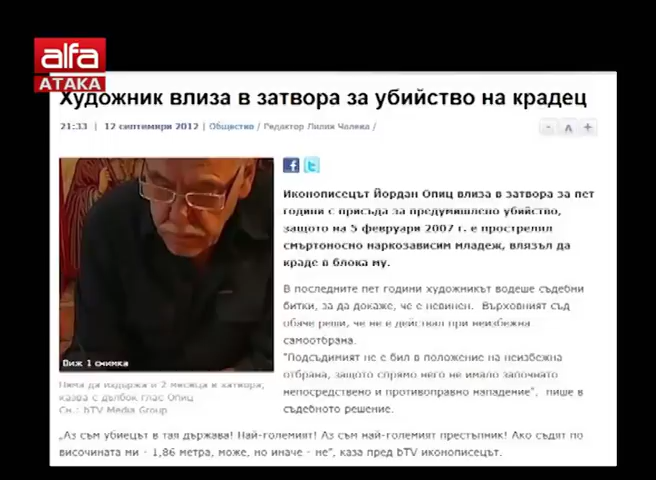 alfa
АТАКА
Художник влиза в затвора за убийство на крадец
21:33 | 12 септември 2012 | Общество / Редактор Лилия Чалева /
- A +
Иконописецът Йордан Опиц влиза в затвора за пет
години с присъда за предумишлено убийство,
защото на 5 февруари 2007 г. е прострелял
смъртоносно наркозависим младеж, влязъл да
краде в блока му.
В последните пет години художникът водеше съдебни
битки, за да докаже, че е невинен. Върховният съд
обаче реши, че не е действал при неизбежна
самоотбрана.
"Подсъдимият не е бил в положение на неизбежна
отбрана, защото спрямо него не имало започнато
непосредствено и противоправно нападение", пише в
съдебното решение.
Виж 1 снимка
Няма да издържа и 2 месеца в затвора,
казва с дълбок глас Опиц
Сн.: bTV Media Group
„Аз съм убиецът в тая държава! Най-големият! Аз съм най-големият престъпник! Ако съдят по
височината ми - 1,86 метра, може, но иначе - не", каза пред bTV иконописецът.